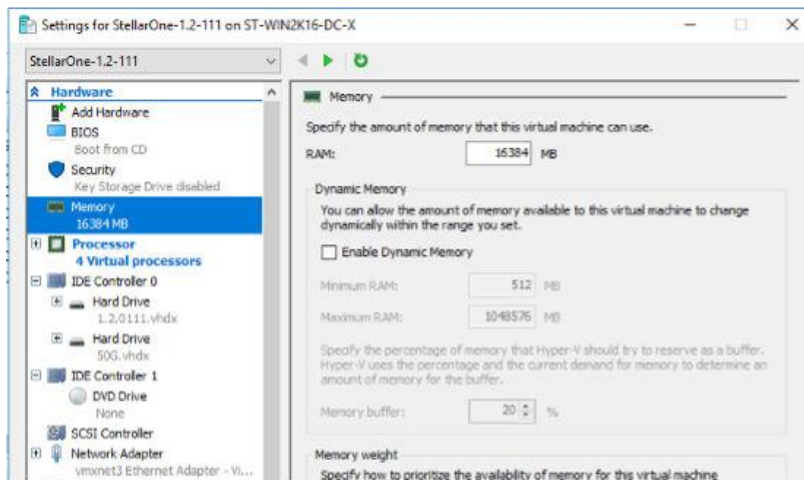 Settings for StellarOne-1.2-111 on ST-WIN2K16-DC-X
StellarOne-1.2-111
Hardware
Add Hardware
BIOS
Boot from CD
Security
Key Storage Drive disabled
Memory
16384 MB
Processor
4 Virtual processors
IDE Controller 0
Hard Drive
1.2.0111.vhdx
Hard Drive
50G.vhdx
IDE Controller 1
DVD Drive
None
SCSI Controller
Network Adapter
vmxnet3 Ethernet Adapter - Vi...
Memory
Specify the amount of memory that this virtual machine can use.
RAM: 16384 MB
Dynamic Memory
You can allow the amount of memory available to this virtual machine to change
dynamically within the range you set.
Enable Dynamic Memory
Minimum RAM: 512 MB
Maximum RAM: 1048576 MB
Specify the percentage of memory that Hyper-V should try to reserve as a buffer.
Hyper-V uses the percentage and the current demand for memory to determine an
amount of memory for the buffer.
Memory buffer: 20 %
Memory weight
Specify how to prioritize the availability of memory for this virtual machine